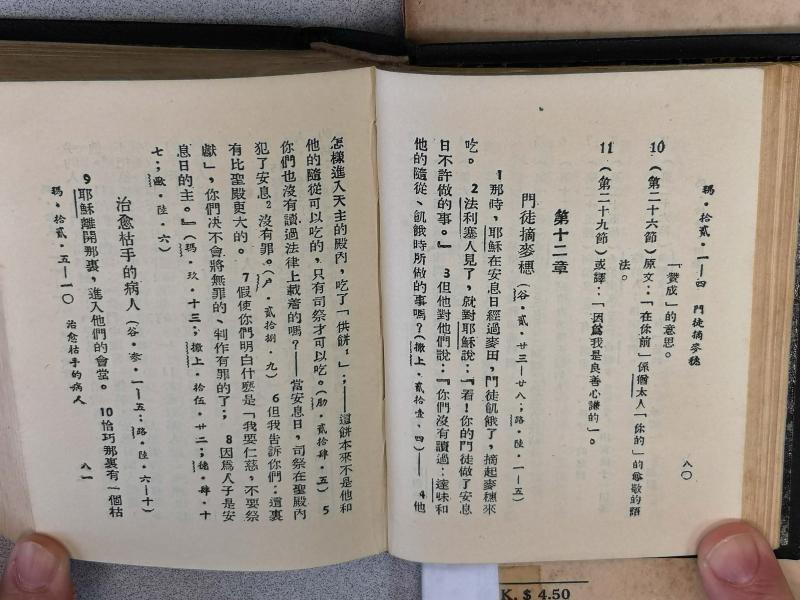 瑪．拾貳．一—四　門徒摘麥穗　八〇
「贊成」的意思。
10（第二十六節）原文：「在你前」係猶太人「你的」的恭敬的語
法。
11（第二十九節）或譯：「因爲我是良善心謙的」。
第十二章
門徒摘麥穗（谷．貳．廿三—廿八；路．陸．一—五）
1那時，耶穌在安息日經過麥田，門徒飢餓了，摘起麥穗來
吃。　2法利塞人見了，就對耶穌說：『看！你的門徒做了安息
日不許做的事。』　3但他對他們說：『你們沒有讀過：達味和
他的隨從、飢餓時所做的事嗎？（撒上．貳拾壹．四）—— 4他
怎樣進入天主的殿內，吃了「供餅，」；——這餅本來不是他和
他的隨從可以吃的，只有司祭才可以吃。（肋．貳拾肆．五）　5
你們也沒有讀過法律上載着的嗎？——當安息日，司祭在聖殿內
犯了安息，沒有罪。（戶．貳拾捌．九）　6但我告訴你們：這裏
有比聖殿更大的。　7假使你們明白什麽是「我要仁慈，不要祭
獻」，你們决不會將無罪的、判作有罪的了；　8因爲人子是安
息日的主。』（瑪．玖．十三；撒上．拾伍．廿二；德．肆．十
七；歐．陸．六）
治愈枯手的病人（谷．參．一—五；路．陸．六—十）
9耶穌離開那裏，進入他們的會堂。　10恰巧那裏有一個枯
瑪．拾貳．五—一〇　治愈枯手的病人　八一
K. $ 4.50